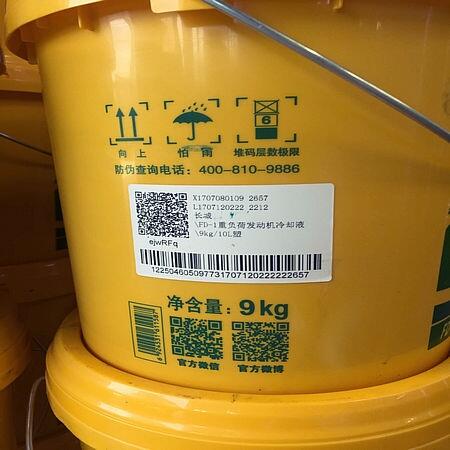 6
向上 怕雨 堆码层数极限
防伪查询电话：400-810-9886
X1707080109 2657
L1707120222 2212
长城
\FD-1重负荷发动机冷却液
\9kg/10L塑
ejwRFq
122504605097731707120222222657
净含量：9kg
官方微信 官方微博